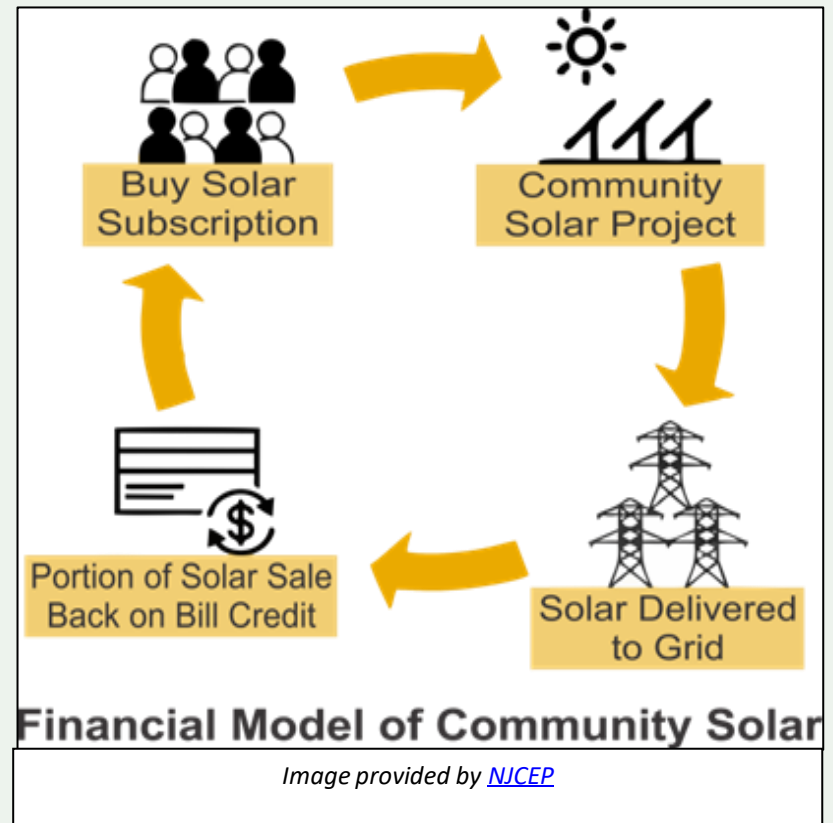 Buy Solar
Subscription
Community
Solar Project
Portion of Solar Sale
Back on Bill Credit
$
Solar Delivered
to Grid
Financial Model of Community Solar
Image provided by NJCEP